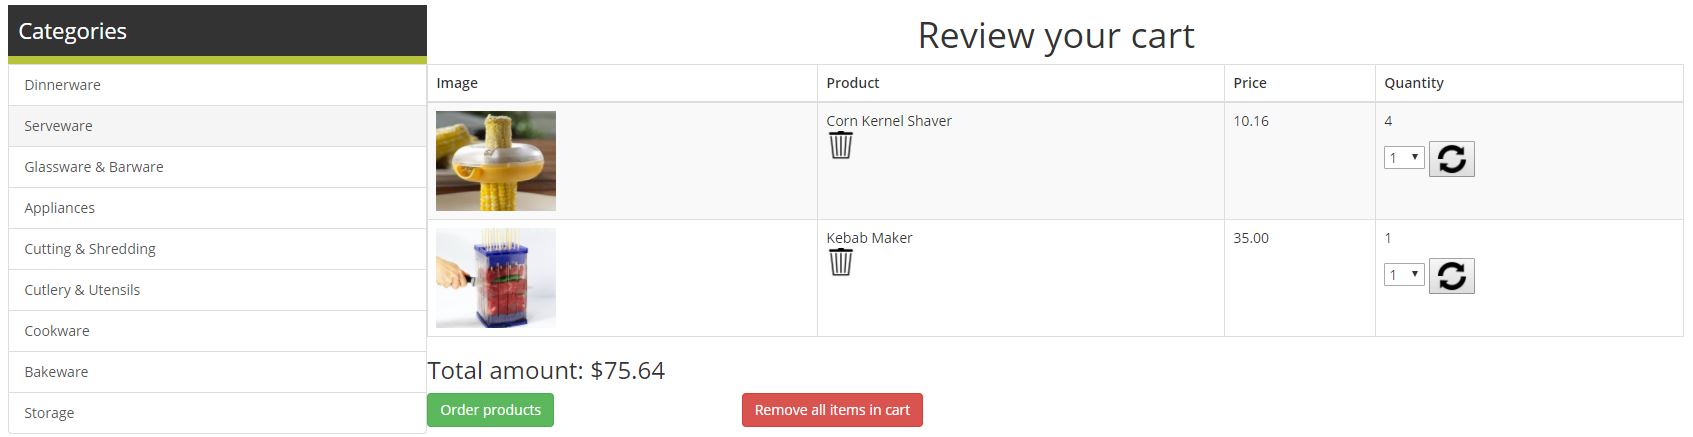 Categories
Dinnerware
Serveware
Glassware & Barware
Appliances
Cutting & Shredding
Cutlery & Utensils
Cookware
Bakeware
Storage
Review your cart
Image Product Price Quantity
Corn Kernel Shaver 10.16 4
1
Kebab Maker 35.00 1
1
Total amount: $75.64
Order products Remove all items in cart